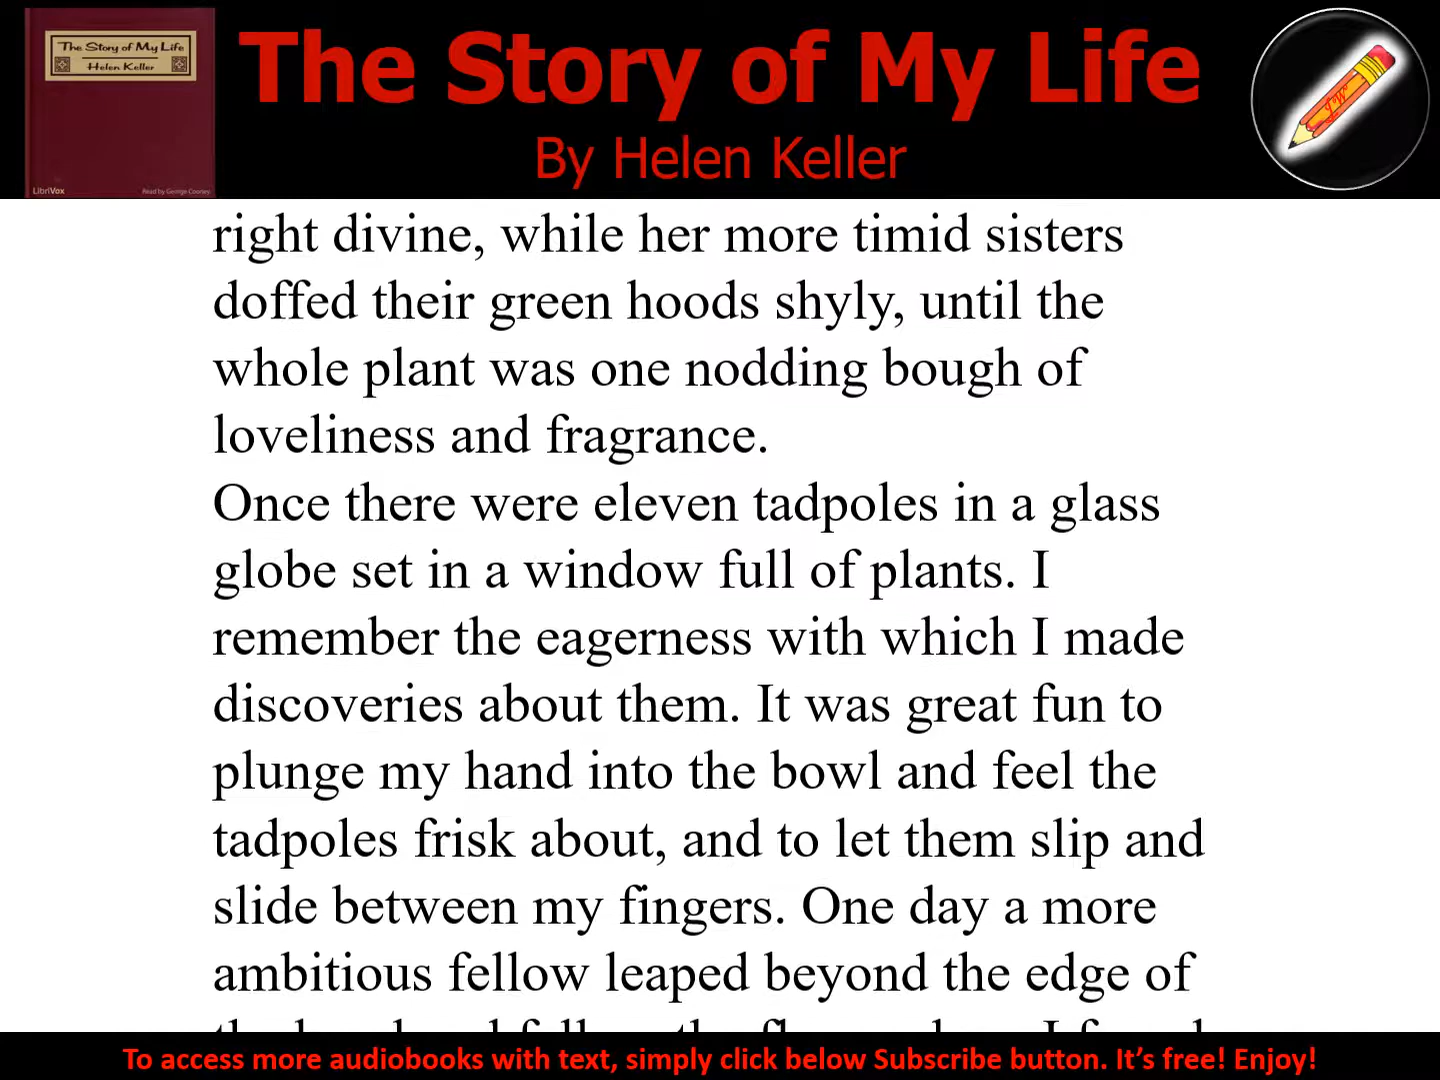 The Story of My Life
Helen Keller
LibriVox
Read by George Cooney
The Story of My Life
By Helen Keller
right divine, while her more timid sisters
doffed their green hoods shyly, until the
whole plant was one nodding bough of
loveliness and fragrance.
Once there were eleven tadpoles in a glass
globe set in a window full of plants. I
remember the eagerness with which I made
discoveries about them. It was great fun to
plunge my hand into the bowl and feel the
tadpoles frisk about, and to let them slip and
slide between my fingers. One day a more
ambitious fellow leaped beyond the edge of
To access more audiobooks with text, simply click below Subscribe button. It’s free! Enjoy!